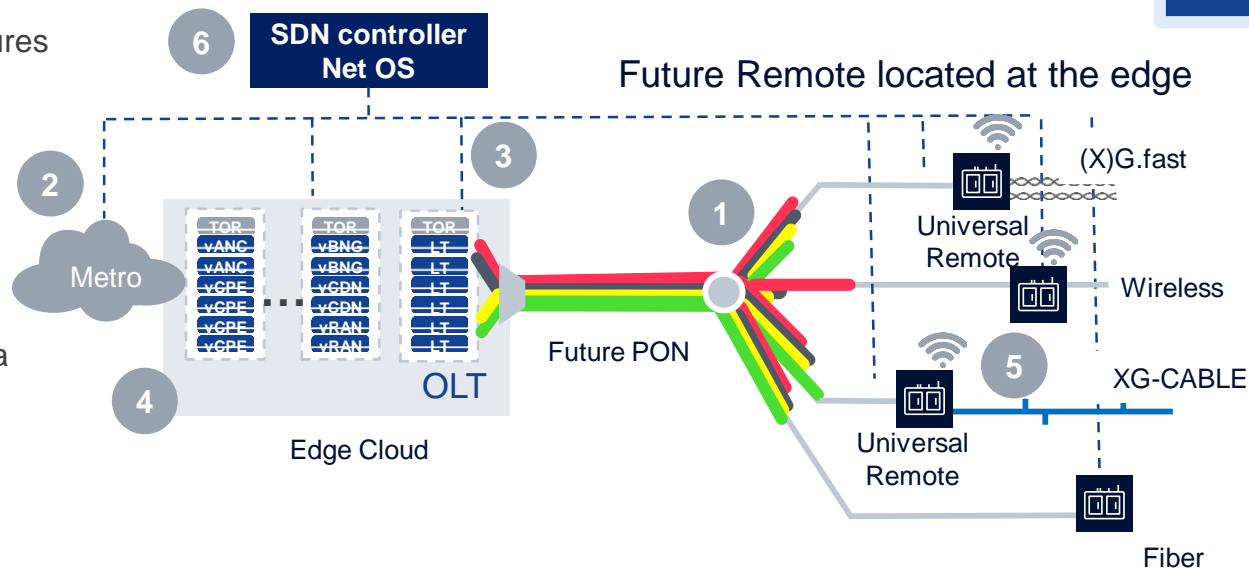 ures
6
SDN controller
Net OS
Future Remote located at the edge
3
(X)G.fast
2
1
TOR
vANC
vANC
vCPE
vCPE
vCPE
vCPE
...
TOR
vBNG
vBNG
vCDN
vCDN
vRAN
vRAN
TOR
LT
LT
LT
LT
LT
LT
Metro
Universal
Remote
Wireless
Future PON
a
OLT
5
XG-CABLE
4
Edge Cloud
Universal
Remote
Fiber